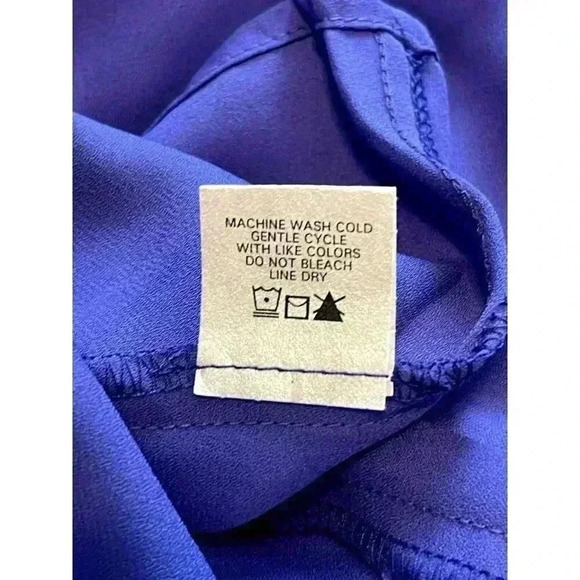 MACHINE WASH COLD
GENTLE CYCLE
WITH LIKE COLORS
DO NOT BLEACH
LINE DRY